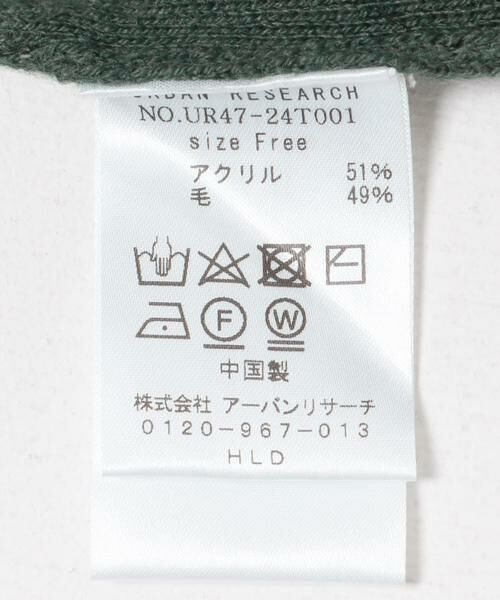 URBAN RESEARCH
NO.UR47-24T001
size Free
アクリル 51%
毛 49%
F W
中国製
株式会社 アーバンリサーチ
0120-967-013
HLD